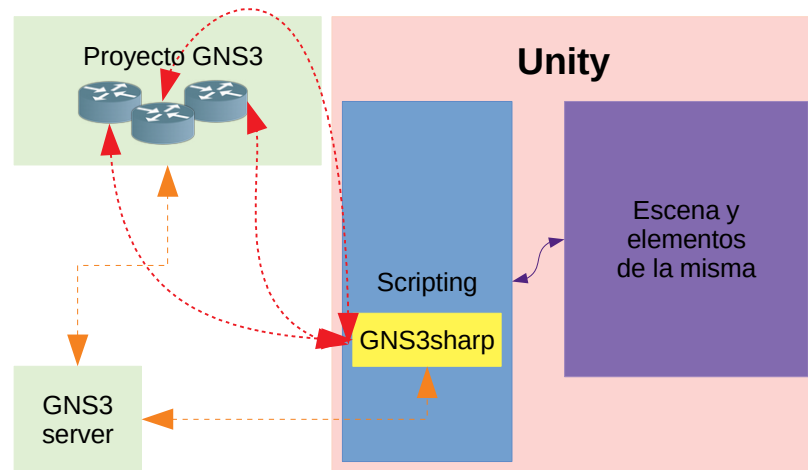 Proyecto GNS3
Unity
Escena y
elementos
de la misma
Scripting
GNS3sharp
GNS3
server